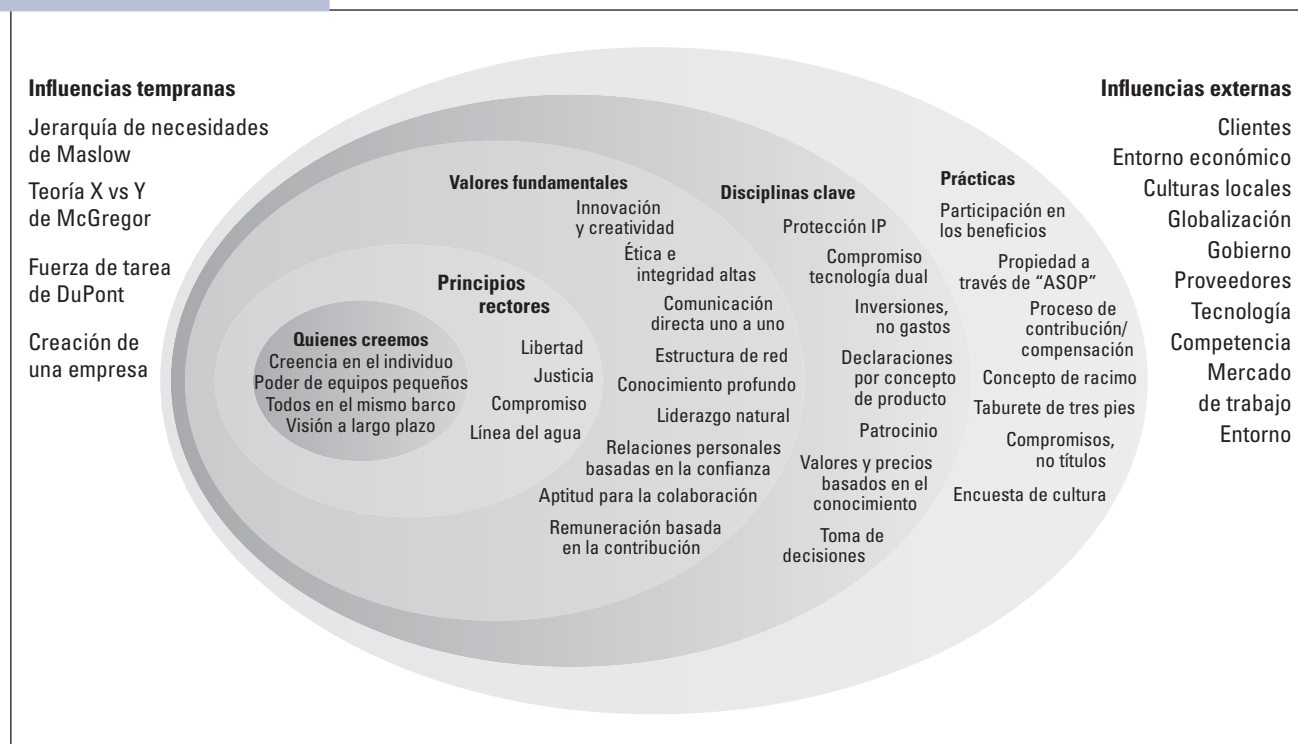 Influencias tempranas
Jerarquía de necesidades
de Maslow
Teoría X vs Y
de McGregor
Fuerza de tarea
de DuPont
Creación de
una empresa
Quienes creemos
Creencia en el individuo
Poder de equipos pequeños
Todos en el mismo barco
Visión a largo plazo
Principios
rectores
Libertad
Justicia
Compromiso
Línea del agua
Valores fundamentales
Innovación
y creatividad
Ética e
integridad altas
Comunicación
directa uno a uno
Estructura de red
Conocimiento profundo
Liderazgo natural
Relaciones personales
basadas en la confianza
Aptitud para la colaboración
Remuneración basada
en la contribución
Disciplinas clave
Protección IP
Compromiso
tecnología dual
Inversiones,
no gastos
Declaraciones
por concepto
de producto
Patrocinio
Valores y precios
basados en el
conocimiento
Toma de
decisiones
Prácticas
Participación en
los beneficios
Propiedad a
través de “ASOP”
Proceso de
contribución/
compensación
Concepto de racimo
Taburete de tres pies
Compromisos,
no títulos
Encuesta de cultura
Influencias externas
Clientes
Entorno económico
Culturas locales
Globalización
Gobierno
Proveedores
Tecnología
Competencia
Mercado
de trabajo
Entorno